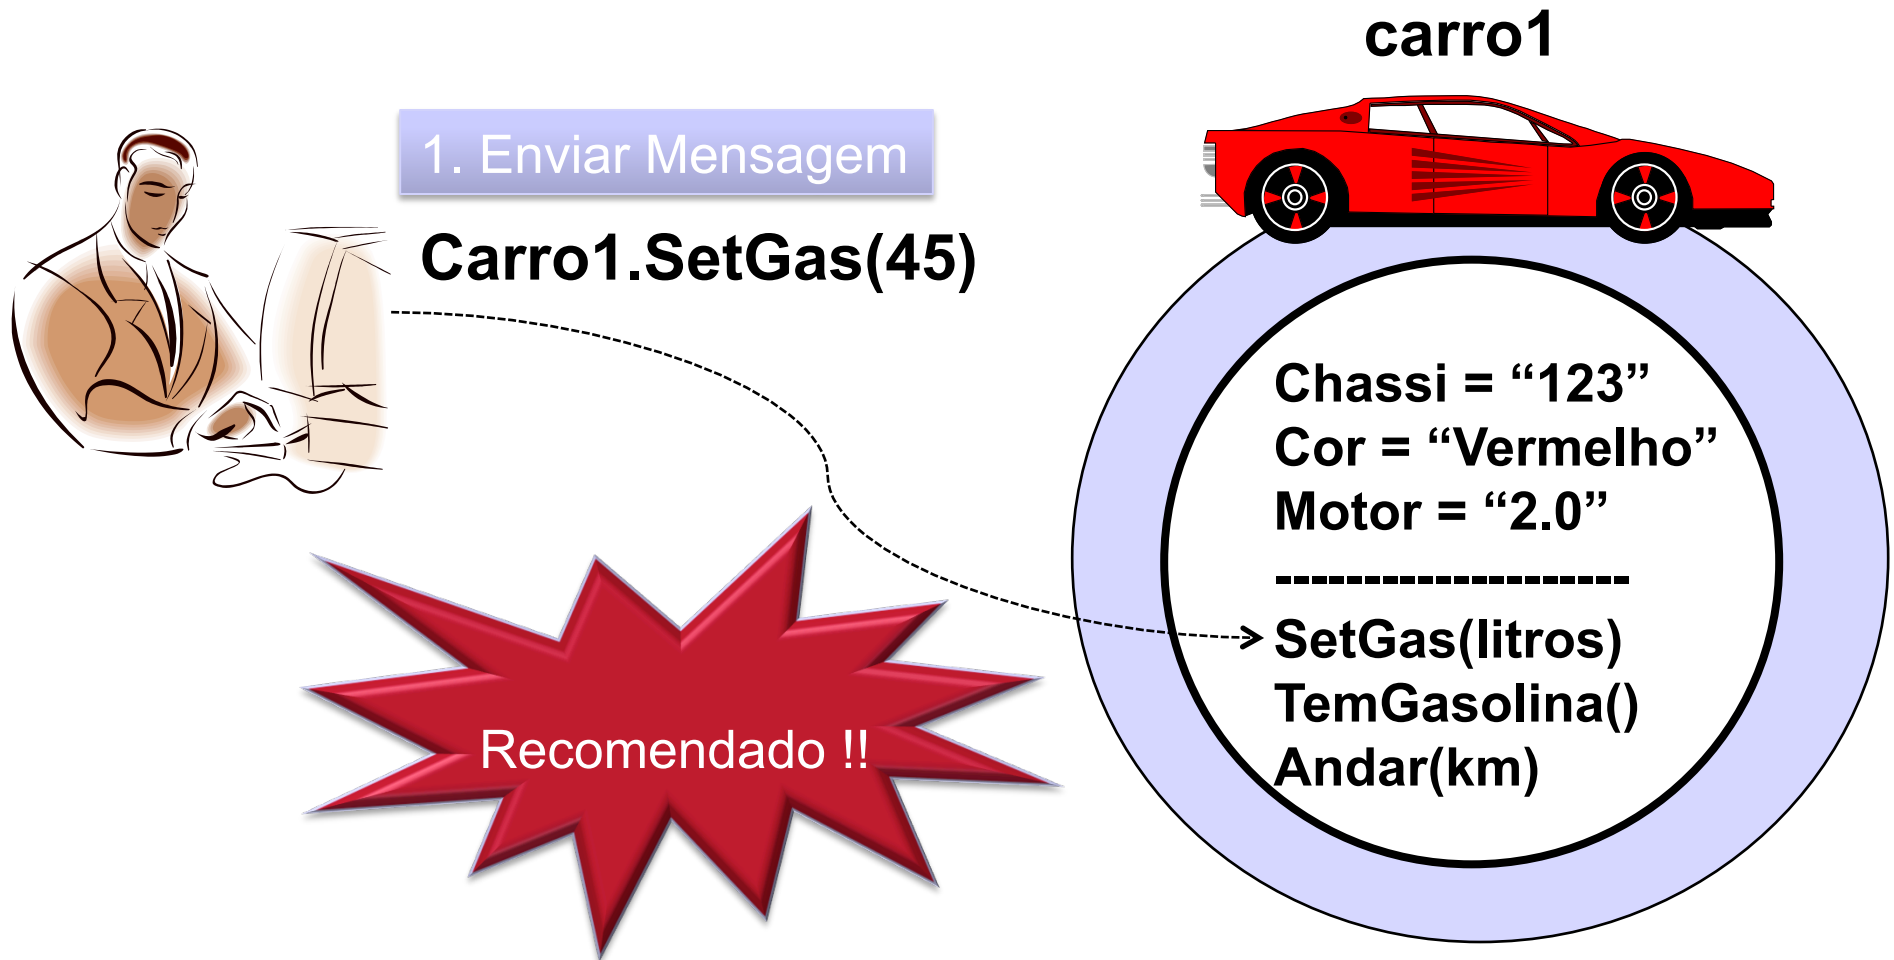 carro1
1. Enviar Mensagem
Carro1.SetGas(45)
Chassi = “123”
Cor = “Vermelho”
Motor = “2.0”
--------------------
SetGas(litros)
TemGasolina()
Andar(km)
Recomendado !!